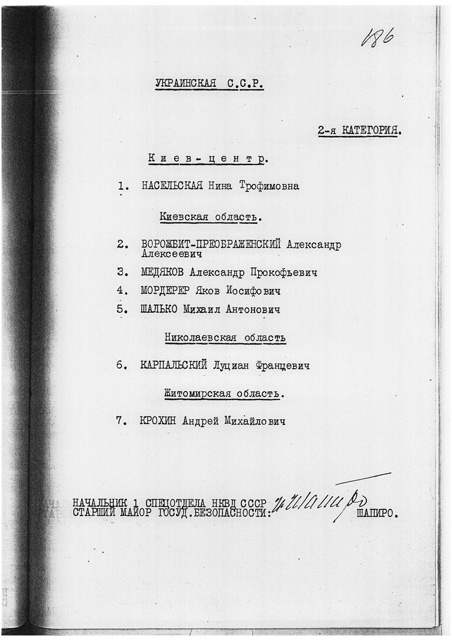 186
УКРАИНСКАЯ С.С.Р.
2-я КАТЕГОРИЯ.
Киев-центр.
1. НАСЕЛЬСКАЯ Нина Трофимовна
Киевская область.
2. ВОРОЖБИТ-ПРЕОБРАЖЕНСКИЙ Александр
Алексеевич
3. МЕДЯКОВ Александр Прокофьевич
4. МОРДЕРЕР Яков Иосифович
5. ШАЛЬКО Михаил Антонович
Николаевская область
6. КАРПАЛЬСКИЙ Луциан Францевич
Житомирская область.
7. КРОХИН Андрей Михайлович
НАЧАЛЬНИК 1 СПЕЦОТДЕЛА НКВД СССР
СТАРШИЙ МАЙОР ГОСУД.БЕЗОПАСНОСТИ: ШАПИРО.